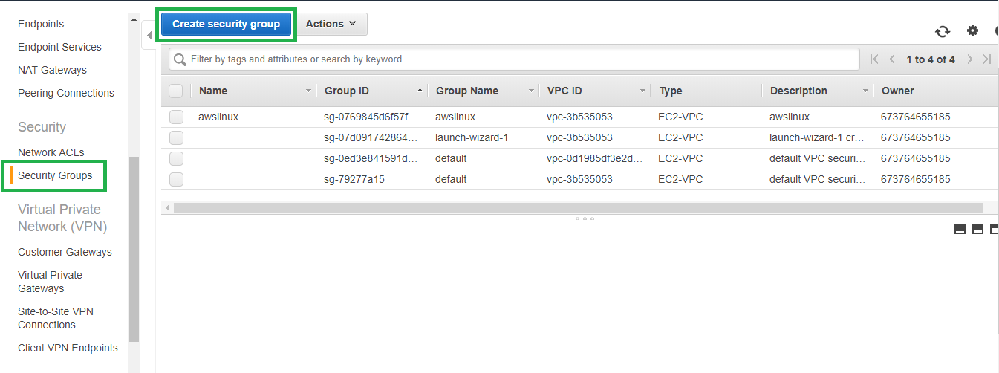 Endpoints
Endpoint Services
NAT Gateways
Peering Connections
Security
Network ACLs
Security Groups
Virtual Private
Network (VPN)
Customer Gateways
Virtual Private
Gateways
Site-to-Site VPN
Connections
Client VPN Endpoints
Create security group Actions
Filter by tags and attributes or search by keyword 1 to 4 of 4
Name Group ID Group Name VPC ID Type Description Owner
awslinux sg-0769845d6f57f... awslinux vpc-3b535053 EC2-VPC awslinux 673764655185
sg-07d091742864... launch-wizard-1 vpc-3b535053 EC2-VPC launch-wizard-1 cr... 673764655185
sg-0ed3e841591d... default vpc-0d1985df3e2d... EC2-VPC default VPC securi... 673764655185
sg-79277a15 default vpc-3b535053 EC2-VPC default VPC securi... 673764655185